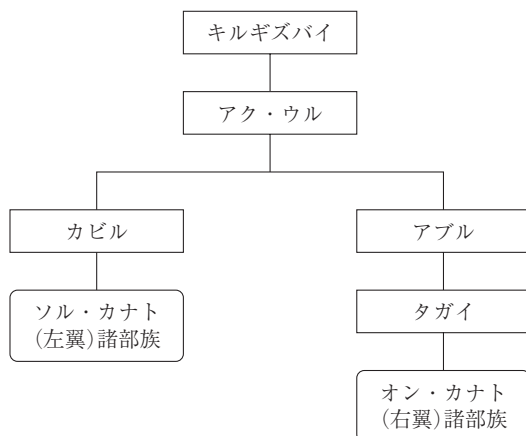 キルギズバイ
アク・ウル
カビル
アブル
ソル・カナト
(左翼)諸部族
タガイ
オン・カナト
(右翼)諸部族